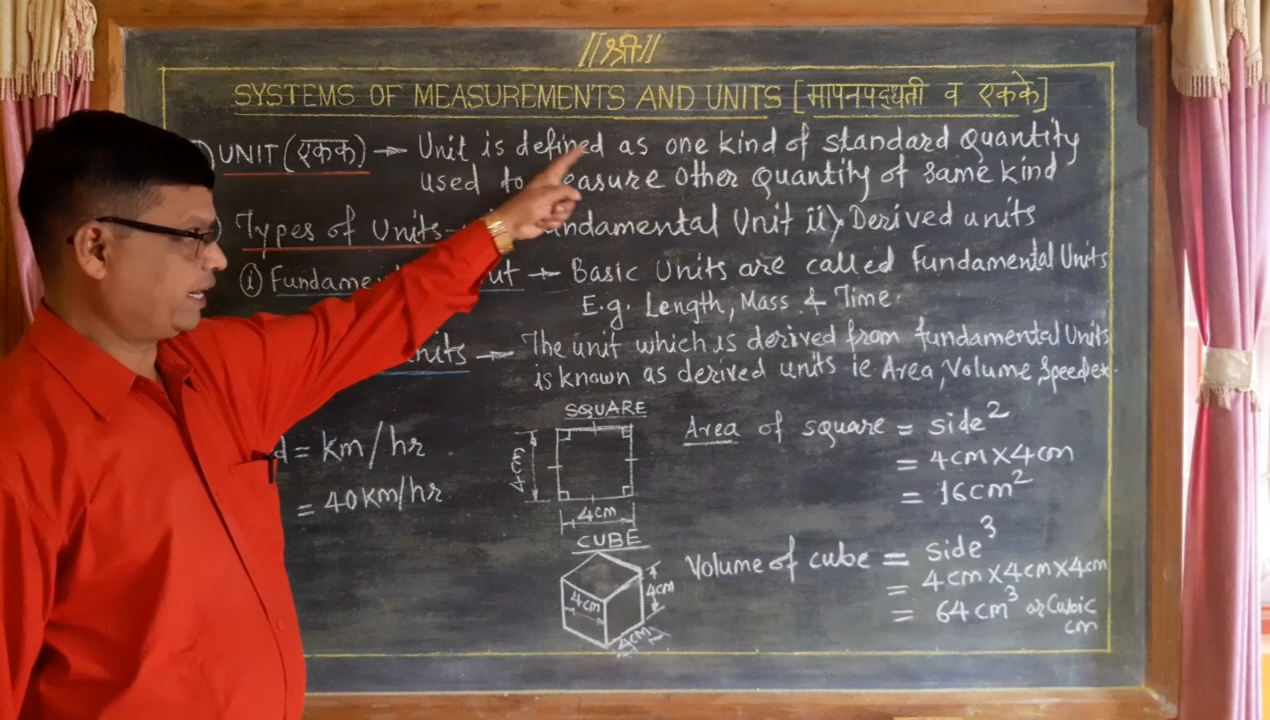 //श्री//
SYSTEMS OF MEASUREMENTS AND UNITS [मापनपद्धती व एकके]
UNIT (एकक) → Unit is defined as one kind of standard Quantity
used to easure other Quantity of same kind
Types of Units- undamental Unit ii) Derived units
(i) Fundame ut → Basic Units are called Fundamental Units
E.g. Length, Mass & Time.
nits → The unit which is derived from fundamental Units
is known as derived units ie Area, Volume, Speed etc.
d = km/hr
= 40km/hr
SQUARE
4cm
4cm
Area of square = side²
= 4cm×4cm
= 16cm²
CUBE
4cm
4cm
4cm
Volume of cube = side³
= 4cm×4cm×4cm
= 64cm³ or Cubic
cm